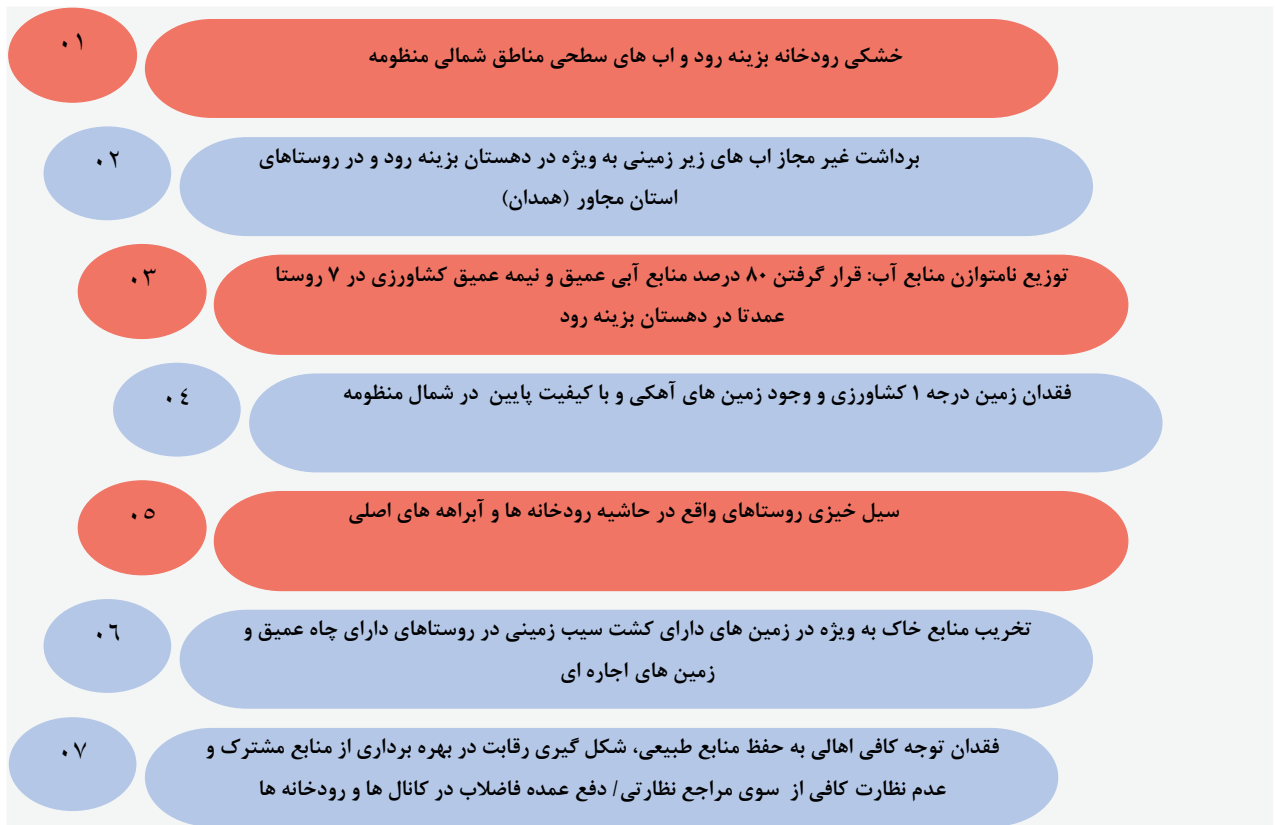 ۰۱
خشکی رودخانه بزینه رود و اب های سطحی مناطق شمالی منظومه
۰۲
برداشت غیر مجاز اب های زیر زمینی به ویژه در دهستان بزینه رود و در روستاهای
استان مجاور (همدان)
۰۳
توزیع نامتوازن منابع آب: قرار گرفتن ۸۰ درصد منابع آبی عمیق و نیمه عمیق کشاورزی در ۷ روستا
عمدتا در دهستان بزینه رود
۰٤
فقدان زمین درجه ۱ کشاورزی و وجود زمین های آهکی و با کیفیت پایین در شمال منظومه
۰٥
سیل خیزی روستاهای واقع در حاشیه رودخانه ها و آبراهه های اصلی
۰٦
تخریب منابع خاک به ویژه در زمین های دارای کشت سیب زمینی در روستاهای دارای چاه عمیق و
زمین های اجاره ای
۰۷
فقدان توجه کافی اهالی به حفظ منابع طبیعی، شکل گیری رقابت در بهره برداری از منابع مشترک و
عدم نظارت کافی از سوی مراجع نظارتی/ دفع عمده فاضلاب در کانال ها و رودخانه ها